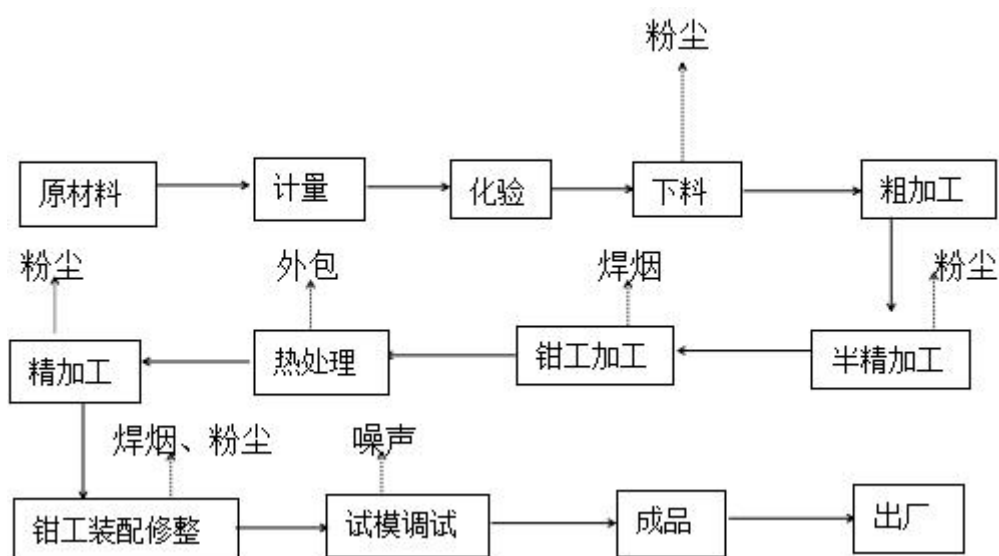 粉尘
原材料 计量 化验 下料 粗加工
粉尘 外包 焊烟 粉尘
精加工 热处理 钳工加工 半精加工
焊烟、粉尘 噪声
钳工装配修整 试模调试 成品 出厂